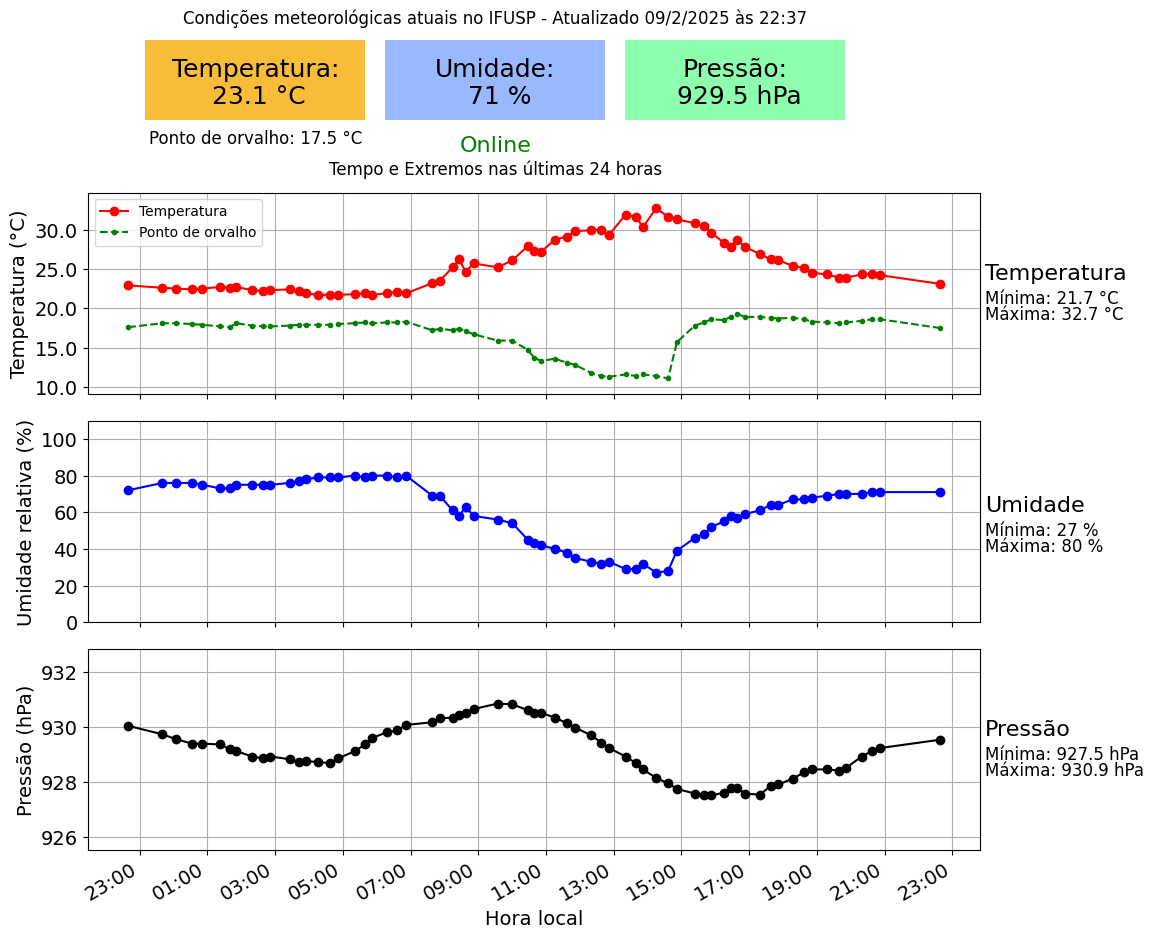 Condições meteorológicas atuais no IFUSP - Atualizado 09/2/2025 às 22:37
Temperatura:
23.1 °C
Umidade:
71 %
Pressão:
929.5 hPa
Ponto de orvalho: 17.5 °C
Online
Tempo e Extremos nas últimas 24 horas
Temperatura (°C)
30.0
25.0
20.0
15.0
10.0
Temperatura
Ponto de orvalho
Temperatura
Mínima: 21.7 °C
Máxima: 32.7 °C
Umidade relativa (%)
100
80
60
40
20
0
Umidade
Mínima: 27 %
Máxima: 80 %
Pressão (hPa)
932
930
928
926
Pressão
Mínima: 927.5 hPa
Máxima: 930.9 hPa
23:00 01:00 03:00 05:00 07:00 09:00 11:00 13:00 15:00 17:00 19:00 21:00 23:00
Hora local